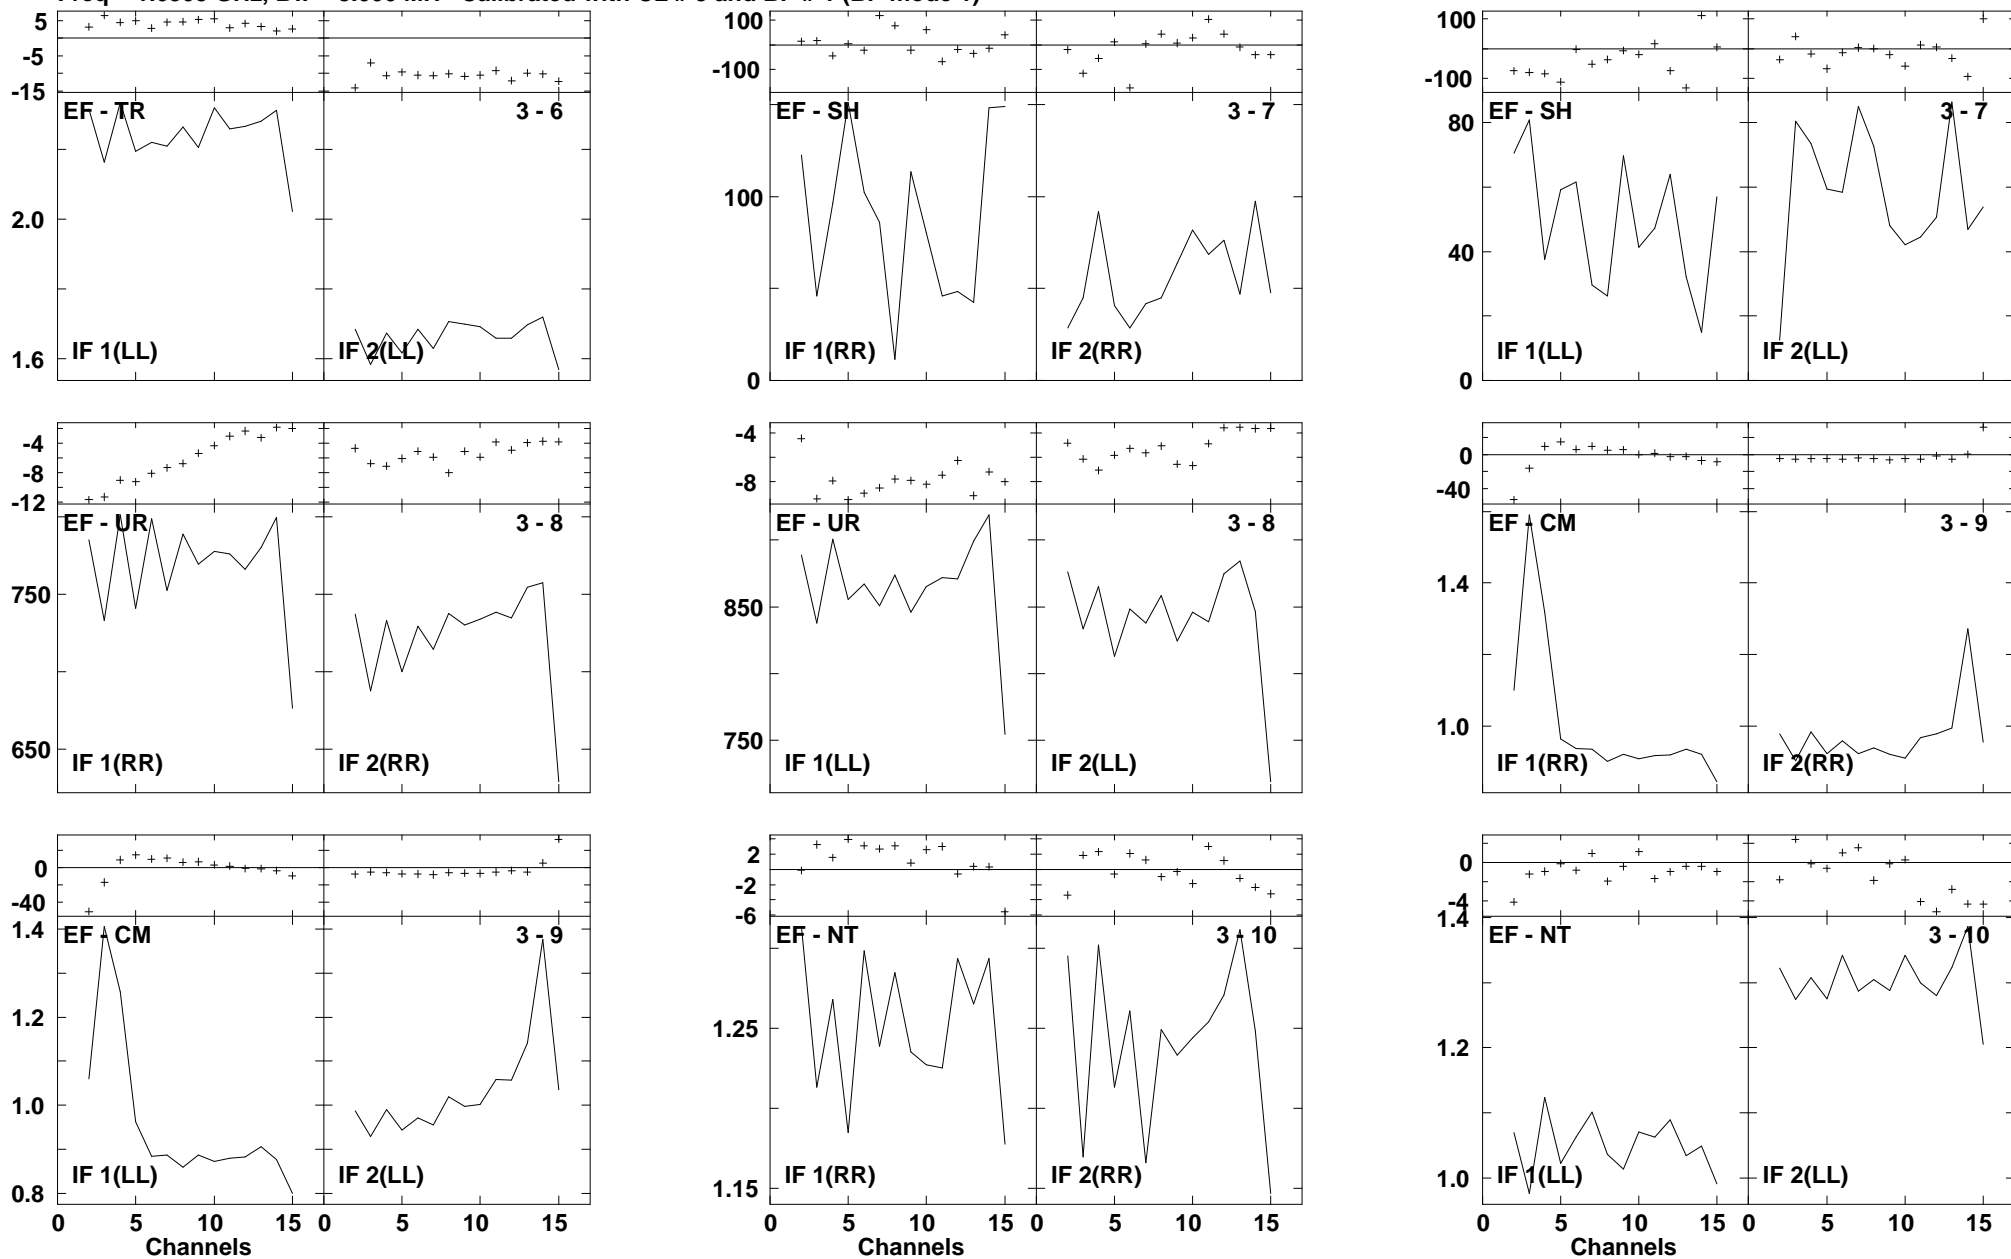 5
-5
-15
EF - TR
3 - 6
2.0
1.6
IF 1(LL)
IF 2(LL)
100
-100
EF - SH
3 - 7
100
0
IF 1(RR)
IF 2(RR)
100
-100
EF - SH
3 - 7
80
40
0
IF 1(LL)
IF 2(LL)
-4
-8
-12
EF - UR
3 - 8
750
650
IF 1(RR)
IF 2(RR)
-4
-8
EF - UR
3 - 8
850
750
IF 1(LL)
IF 2(LL)
0
-40
EF - CM
3 - 9
1.4
1.0
IF 1(RR)
IF 2(RR)
0
-40
EF - CM
3 - 9
1.4
1.2
1.0
0.8
IF 1(LL)
IF 2(LL)
0 5 10 15 0 5 10 15
Channels
2
-2
-6
EF - NT
3 - 10
1.25
1.15
IF 1(RR)
IF 2(RR)
0 5 10 15 0 5 10 15
Channels
0
-4
EF - NT
3 - 10
1.4
1.2
1.0
IF 1(LL)
IF 2(LL)
0 5 10 15 0 5 10 15
Channels